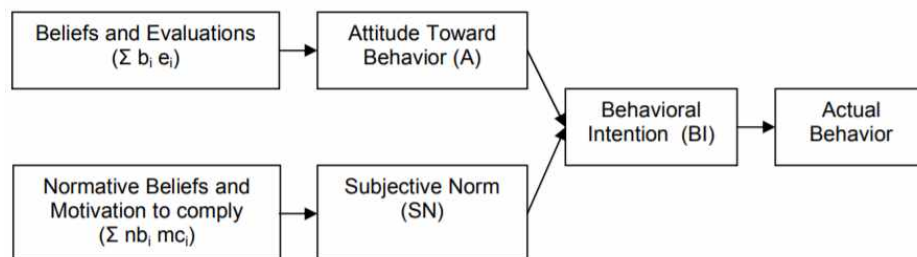 Beliefs and Evaluations
(Σ bᵢ eᵢ)
Attitude Toward
Behavior (A)
Behavioral
Intention (BI)
Actual
Behavior
Normative Beliefs and
Motivation to comply
(Σ nbᵢ mcᵢ)
Subjective Norm
(SN)